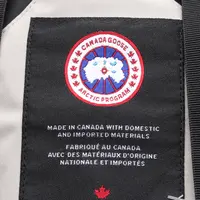 CANADA GOOSE
ARCTIC PROGRAM
MADE IN CANADA WITH DOMESTIC
AND IMPORTED MATERIALS
FABRIQUÉ AU CANADA
AVEC DES MATÉRIAUX D'ORIGINE
NATIONALE ET IMPORTÉS